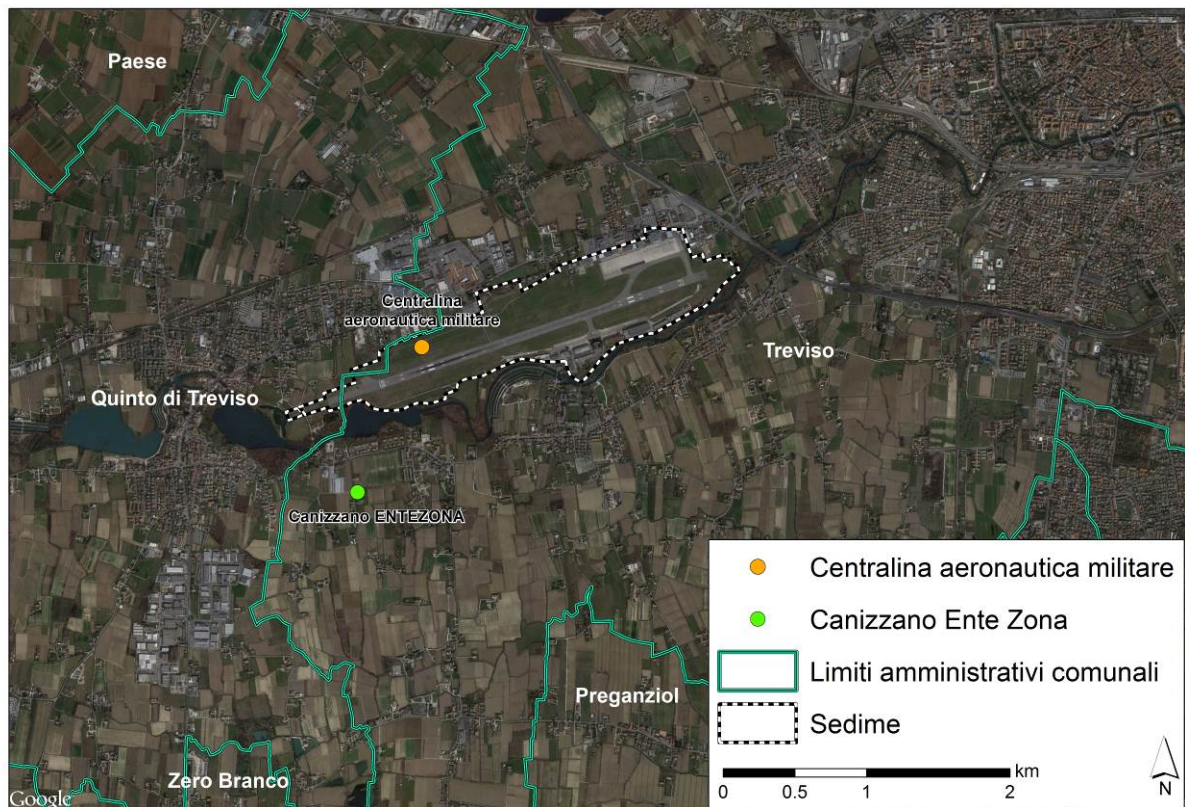 Paese
Centralina
aeronautica militare
Treviso
Quinto di Treviso
Canizzano ENTEZONA
Preganziol
Zero Branco
Google
Centralina aeronautica militare
Canizzano Ente Zona
Limiti amministrativi comunali
Sedime
km
0 0.5 1 2
N